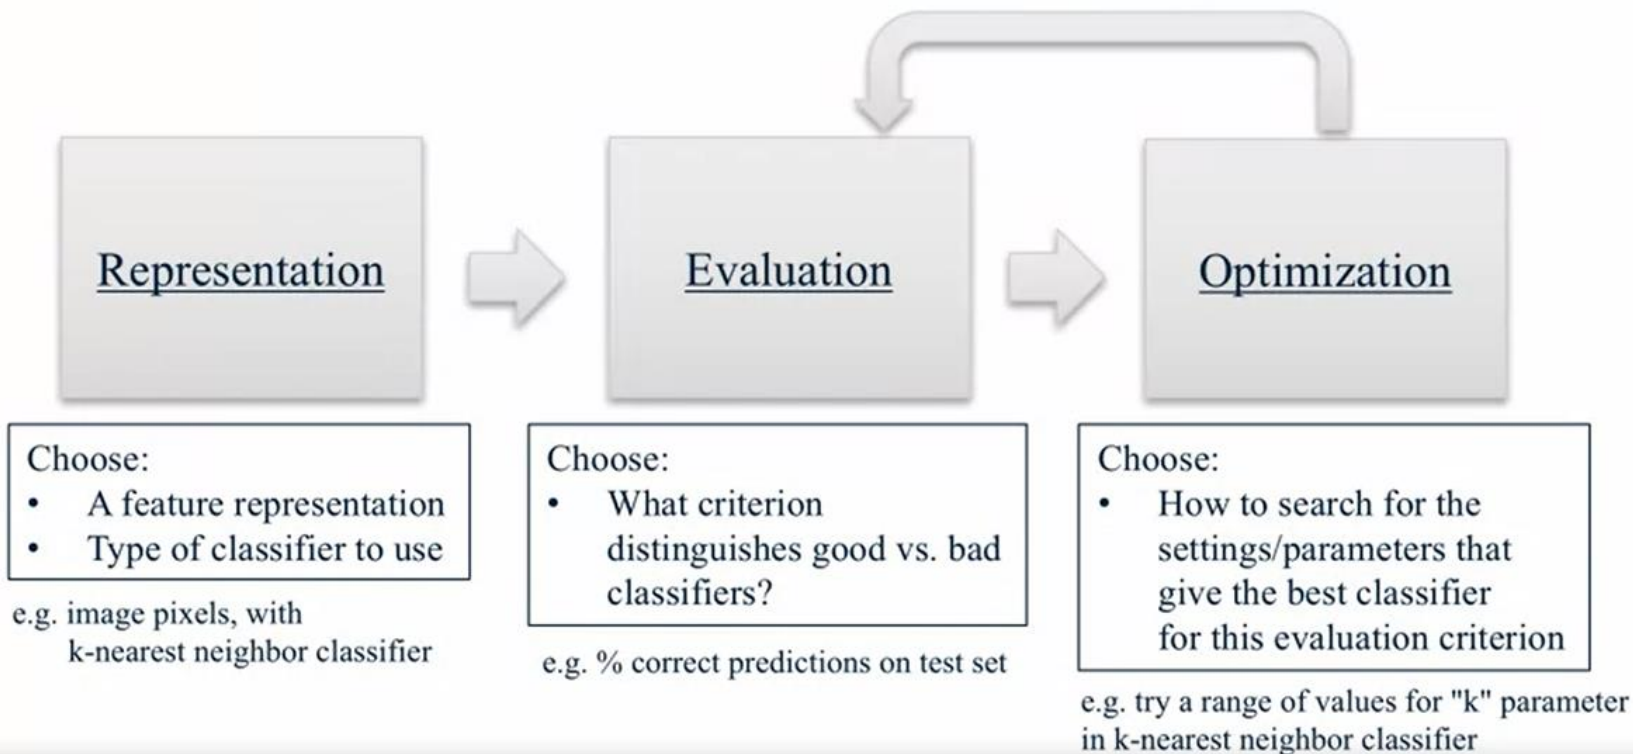 Representation
Evaluation
Optimization
Choose:
• A feature representation
• Type of classifier to use
e.g. image pixels, with
k-nearest neighbor classifier
Choose:
• What criterion
distinguishes good vs. bad
classifiers?
e.g. % correct predictions on test set
Choose:
• How to search for the
settings/parameters that
give the best classifier
for this evaluation criterion
e.g. try a range of values for "k" parameter
in k-nearest neighbor classifier